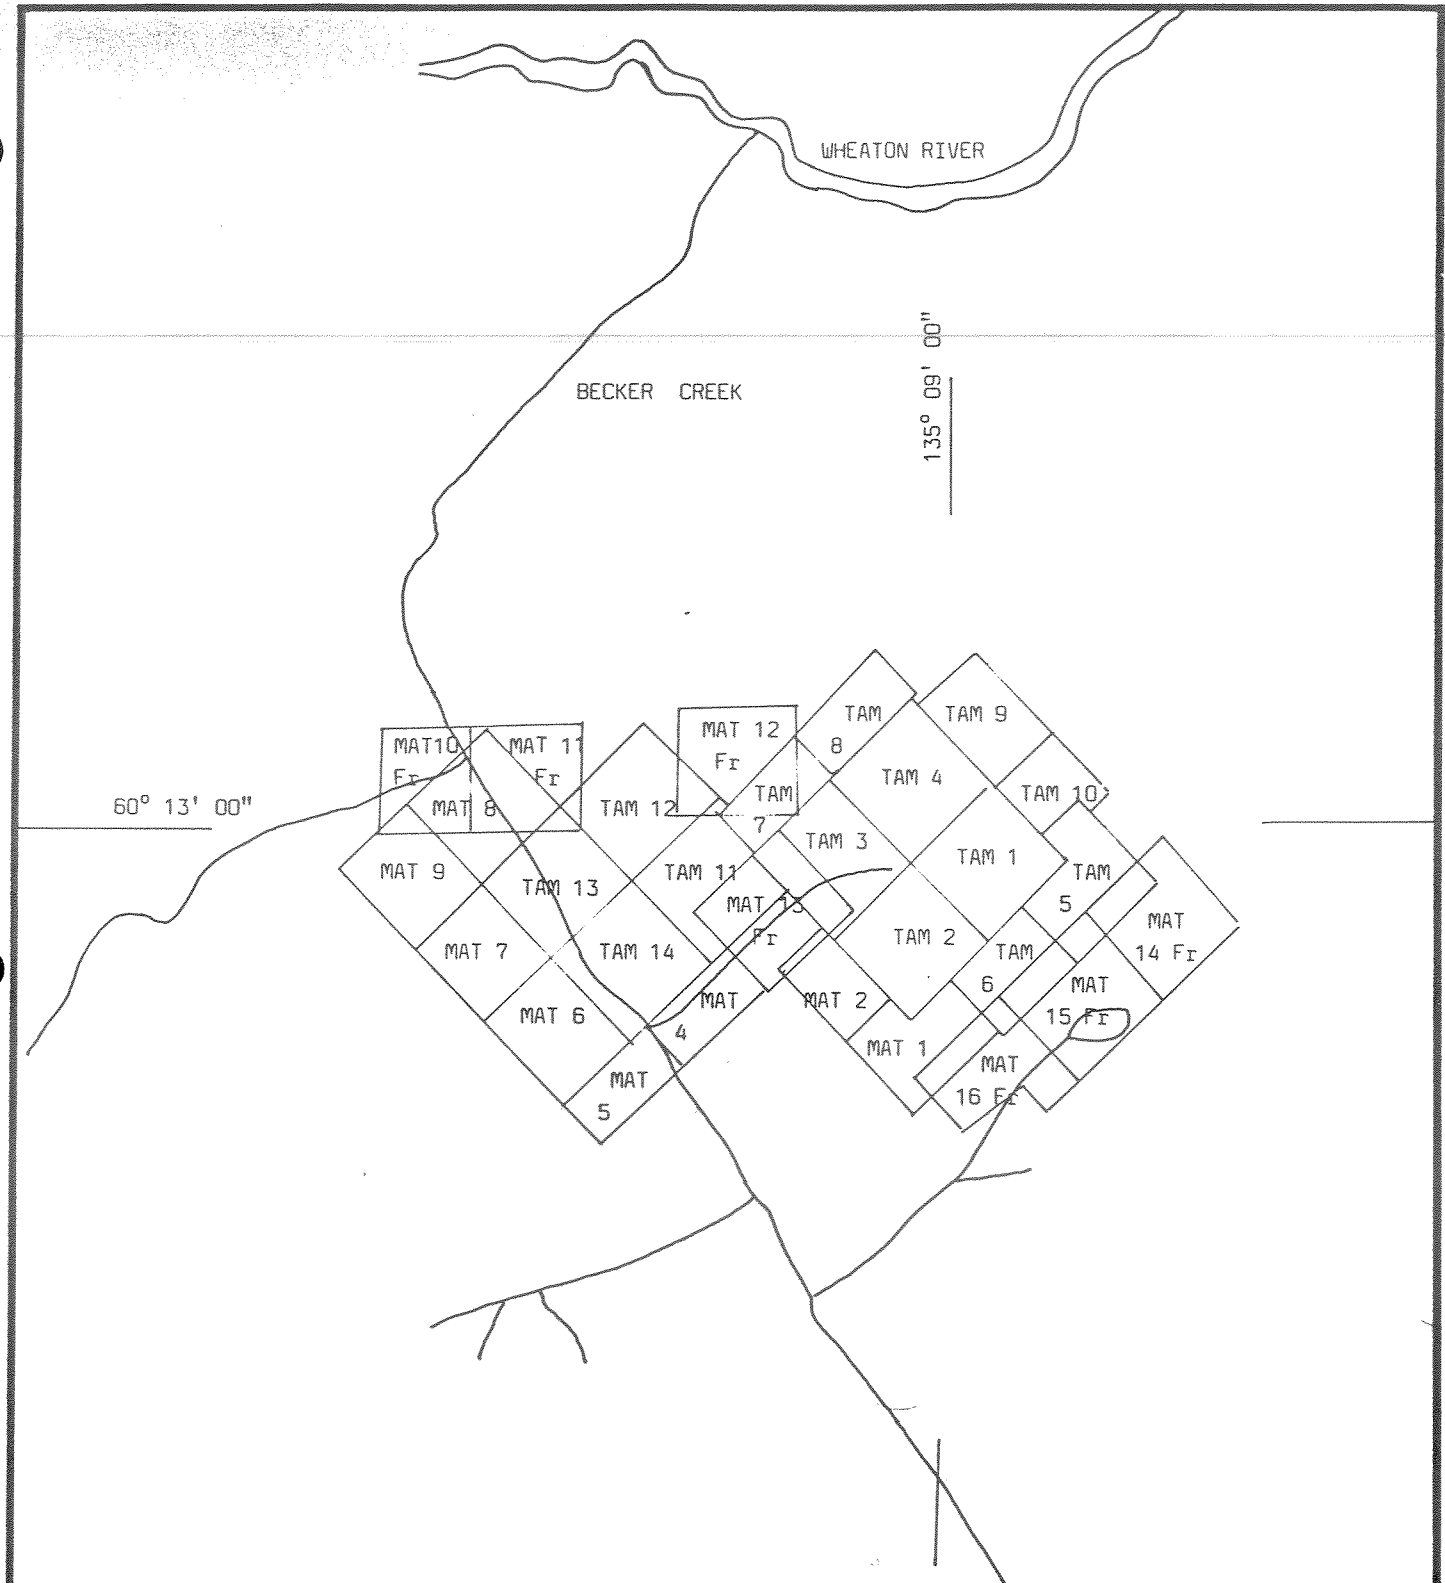 WHEATON RIVER
135° 09' 00"
BECKER CREEK
60° 13' 00"
MAT10
Fr
MAT 11
Fr
MAT 8
MAT 9
MAT 7
MAT 6
MAT
5
TAM 13
TAM 12
TAM 14
TAM 11
MAT
4
MAT 12
Fr
TAM
7
TAM
8
MAT 13
Fr
TAM 3
TAM 4
TAM 9
TAM 10
TAM 1
TAM 2
TAM
5
TAM
6
MAT 2
MAT 1
MAT
14 Fr
MAT
15 Fr
MAT
16 Fr